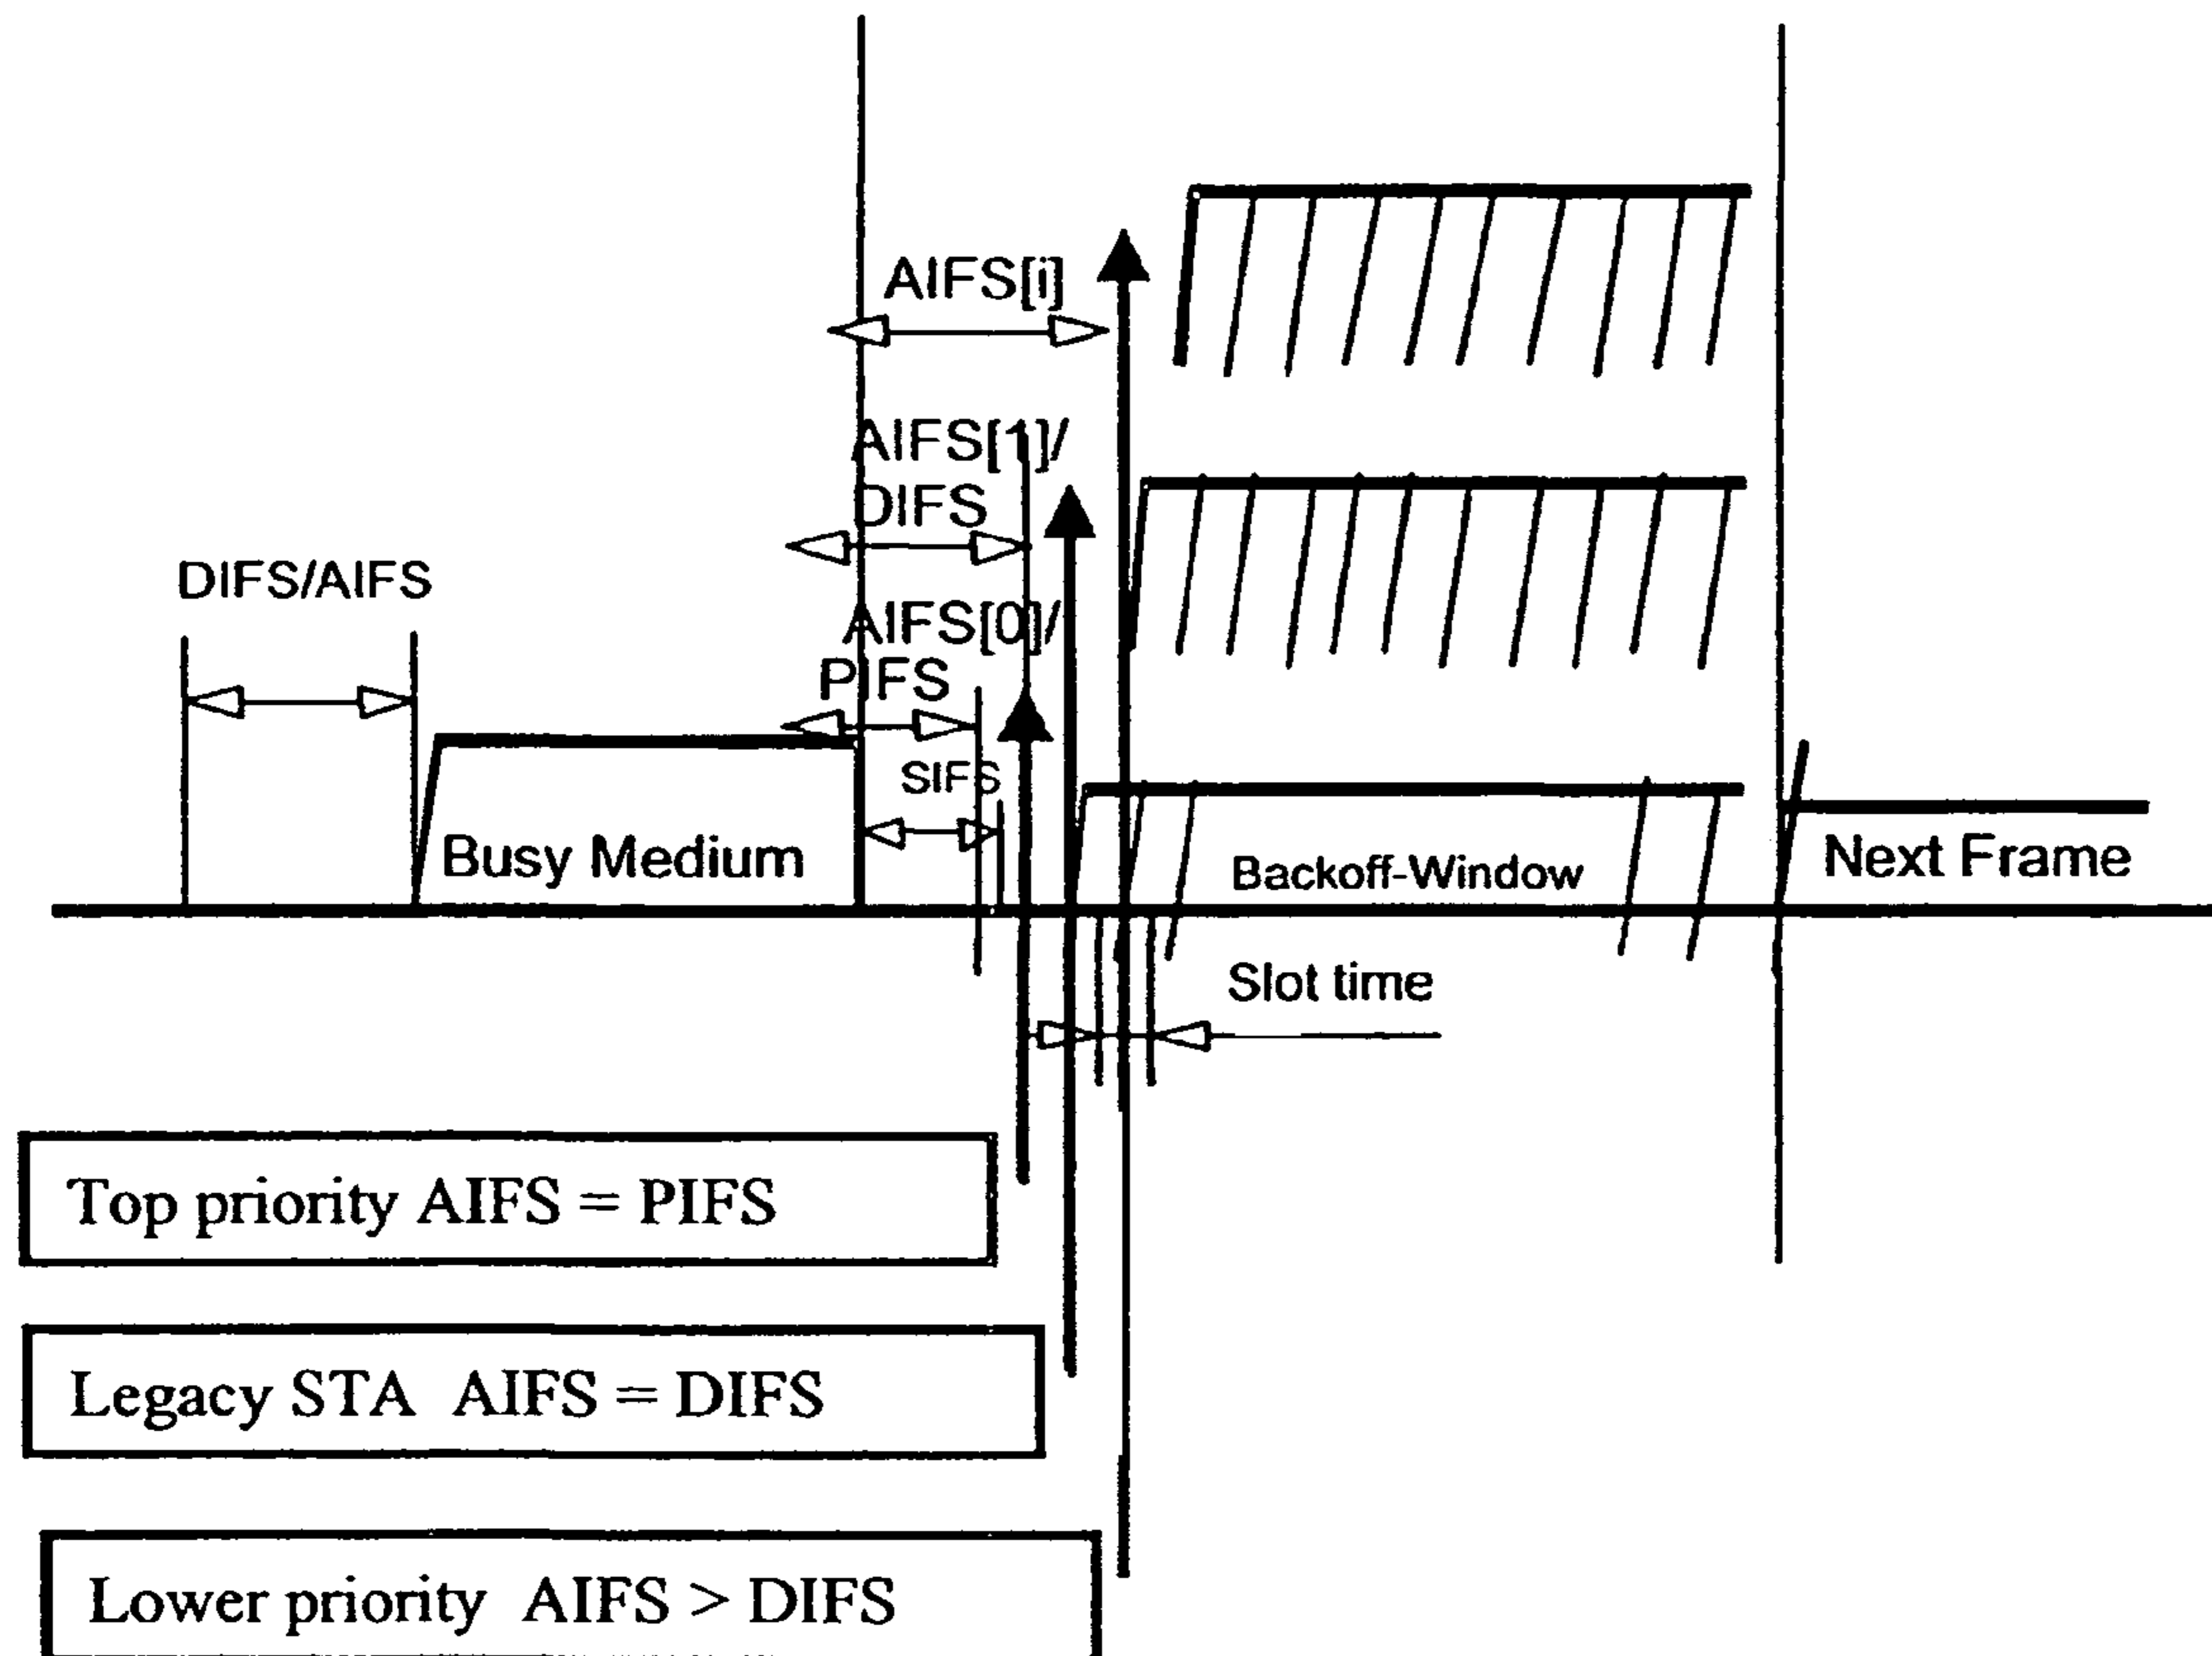 AIFS[i]
AIFS[1]/
DIFS
DIFS/AIFS
AIFS[0]/
PIFS
SIFS
Busy Medium
Backoff-Window
Next Frame
Slot time
Top priority AIFS = PIFS
Legacy STA AIFS = DIFS
Lower priority AIFS > DIFS